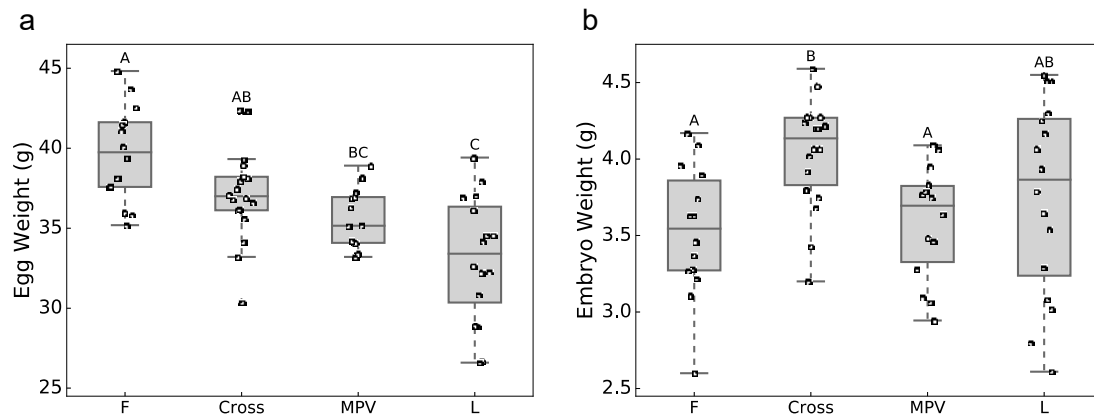 a
Egg Weight (g)
45
40
35
30
25
A
AB
BC
C
F
Cross
MPV
L
b
Embryo Weight (g)
4.5
4.0
3.5
3.0
2.5
A
B
A
AB
F
Cross
MPV
L